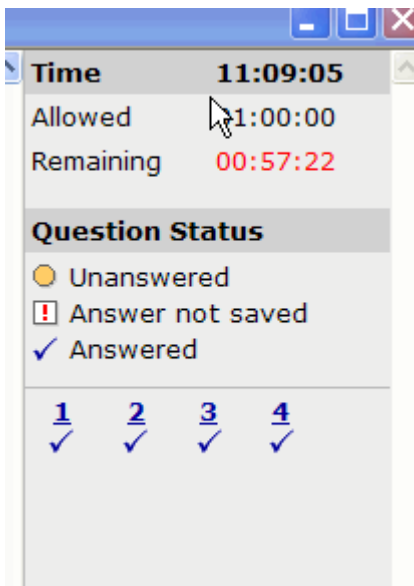 Time 11:09:05
Allowed 01:00:00
Remaining 00:57:22
Question Status
Unanswered
! Answer not saved
Answered
1 2 3 4